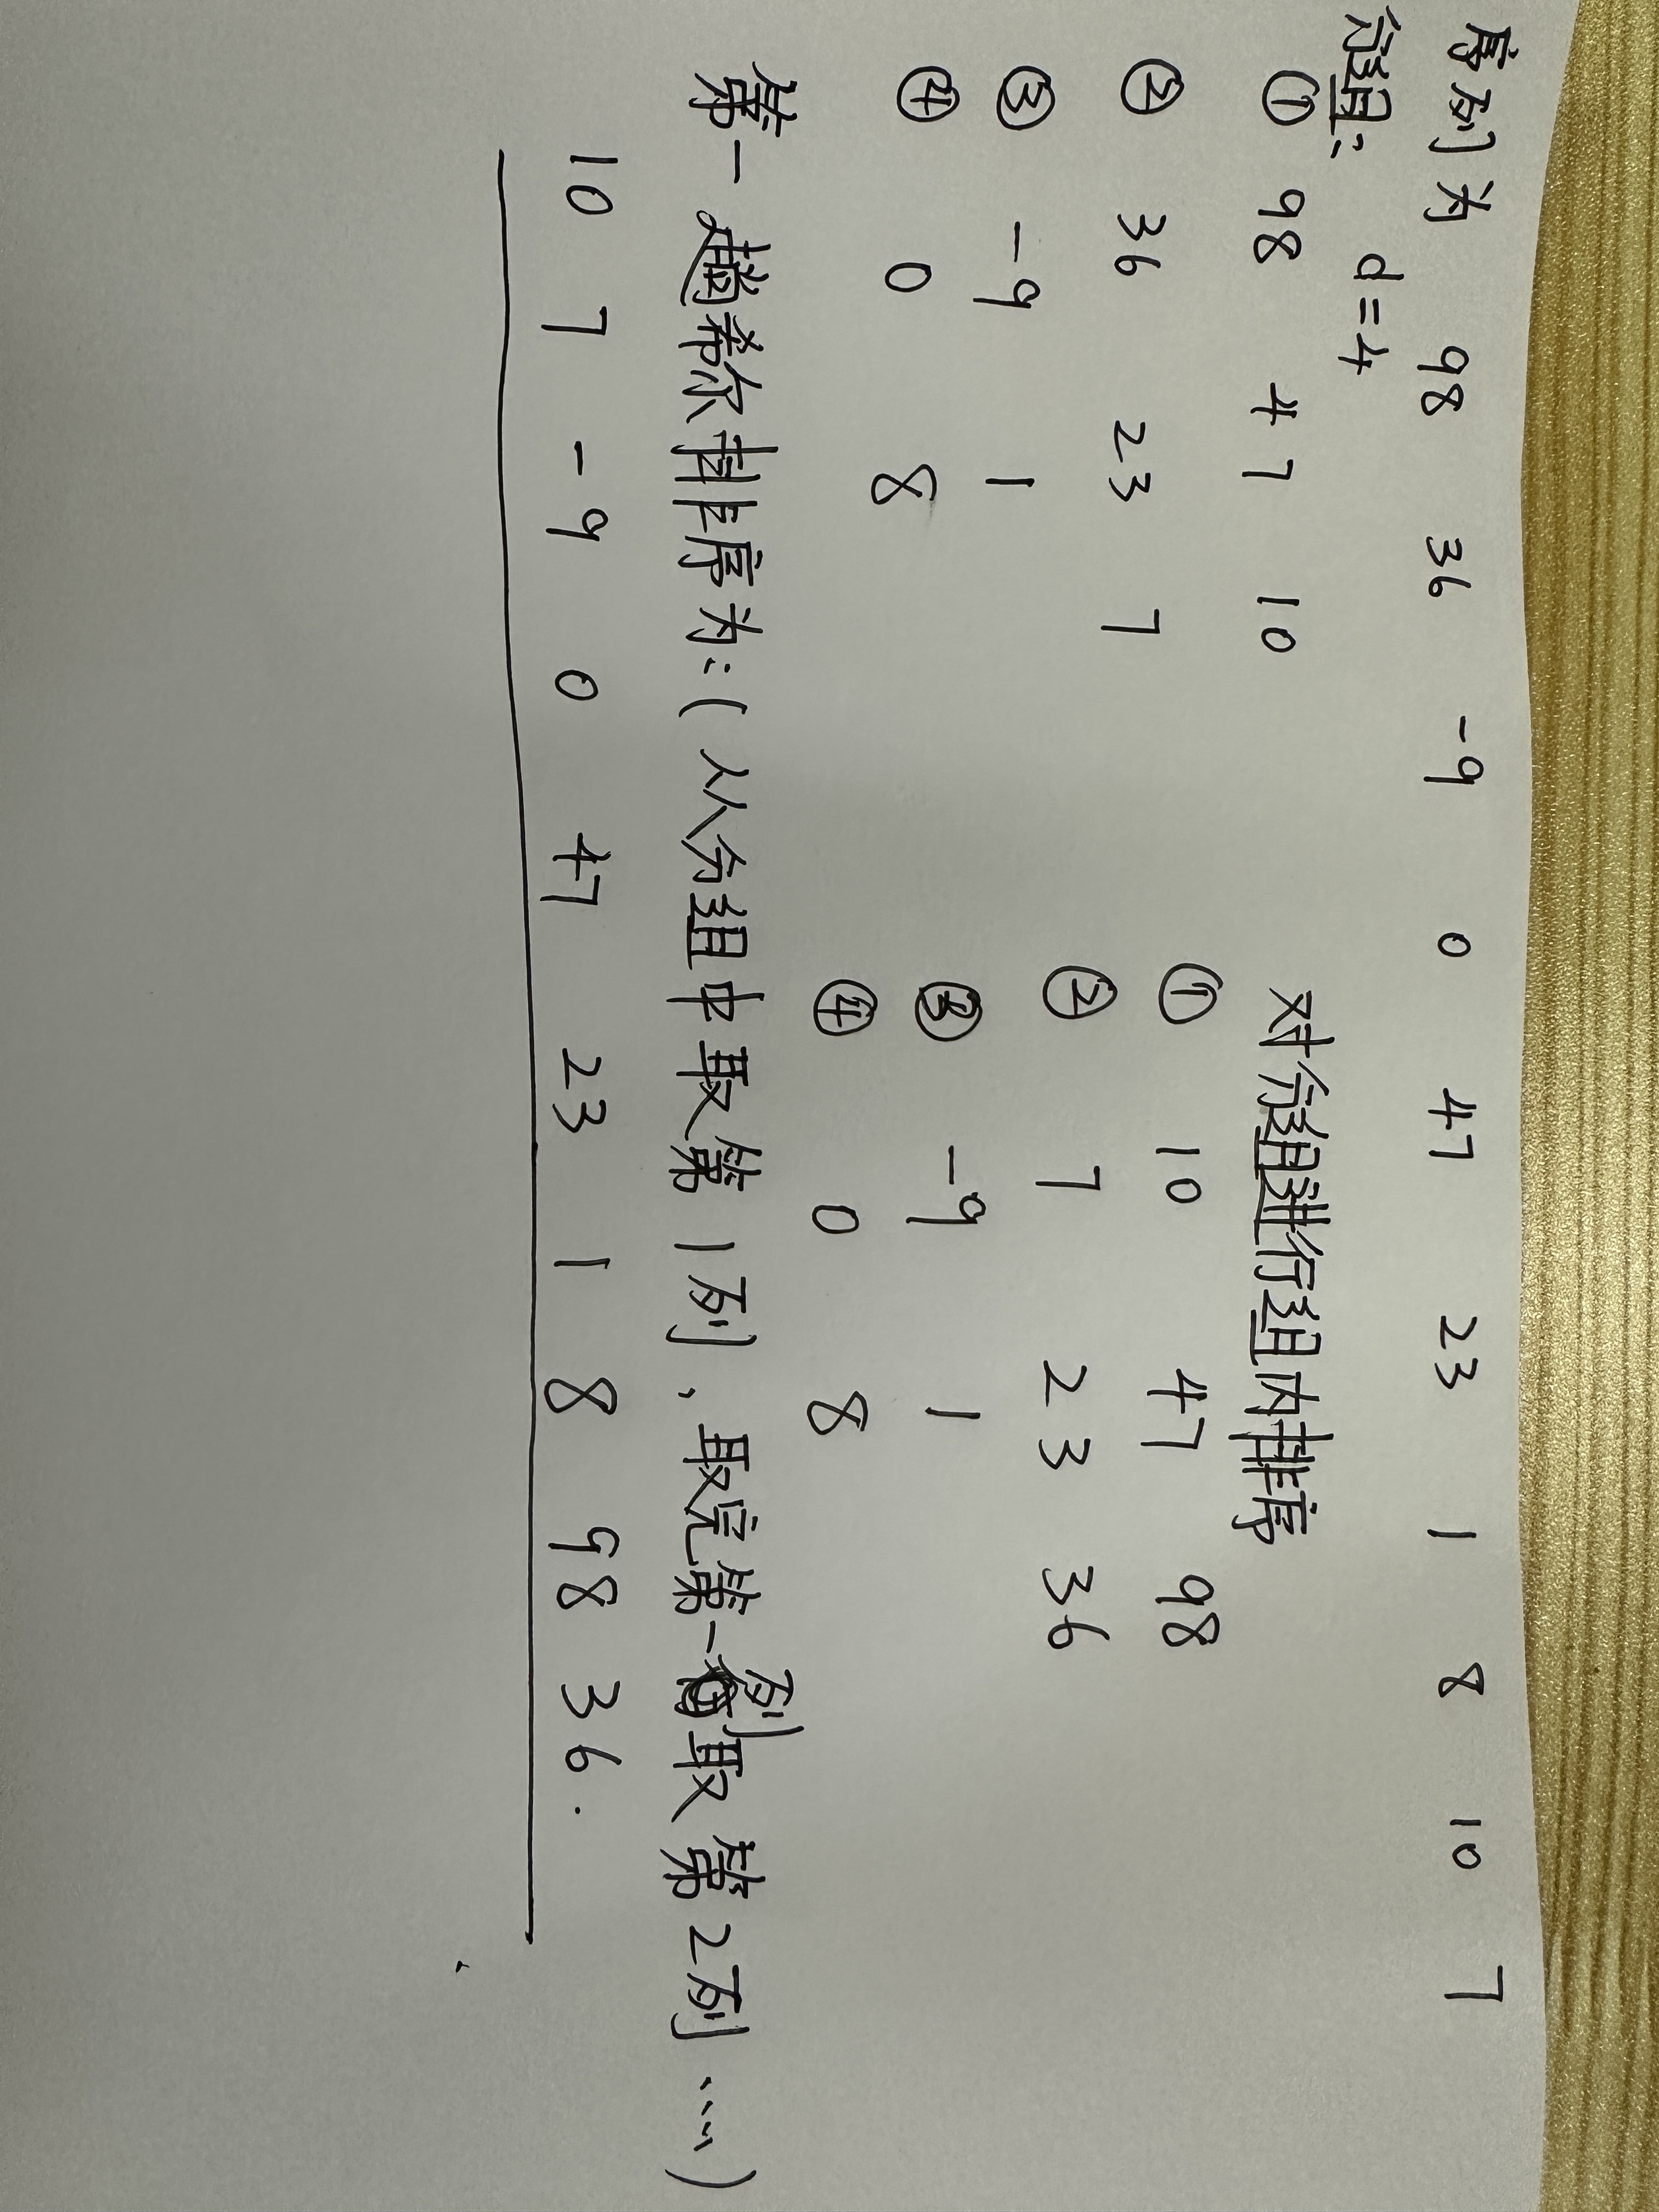 序列为 98 36 -9 0 47 23 1 8 10 7
分组: d=4
① 98 47 10
② 36 23 7
③ -9 1
④ 0 8
对分组进行组内排序
① 10 47 98
② 7 23 36
③ -9 1
④ 0 8
第一趟希尔排序为:(从分组中取第1列,取完第一列取第2列.....)
10 7 -9 0 47 23 1 8 98 36.